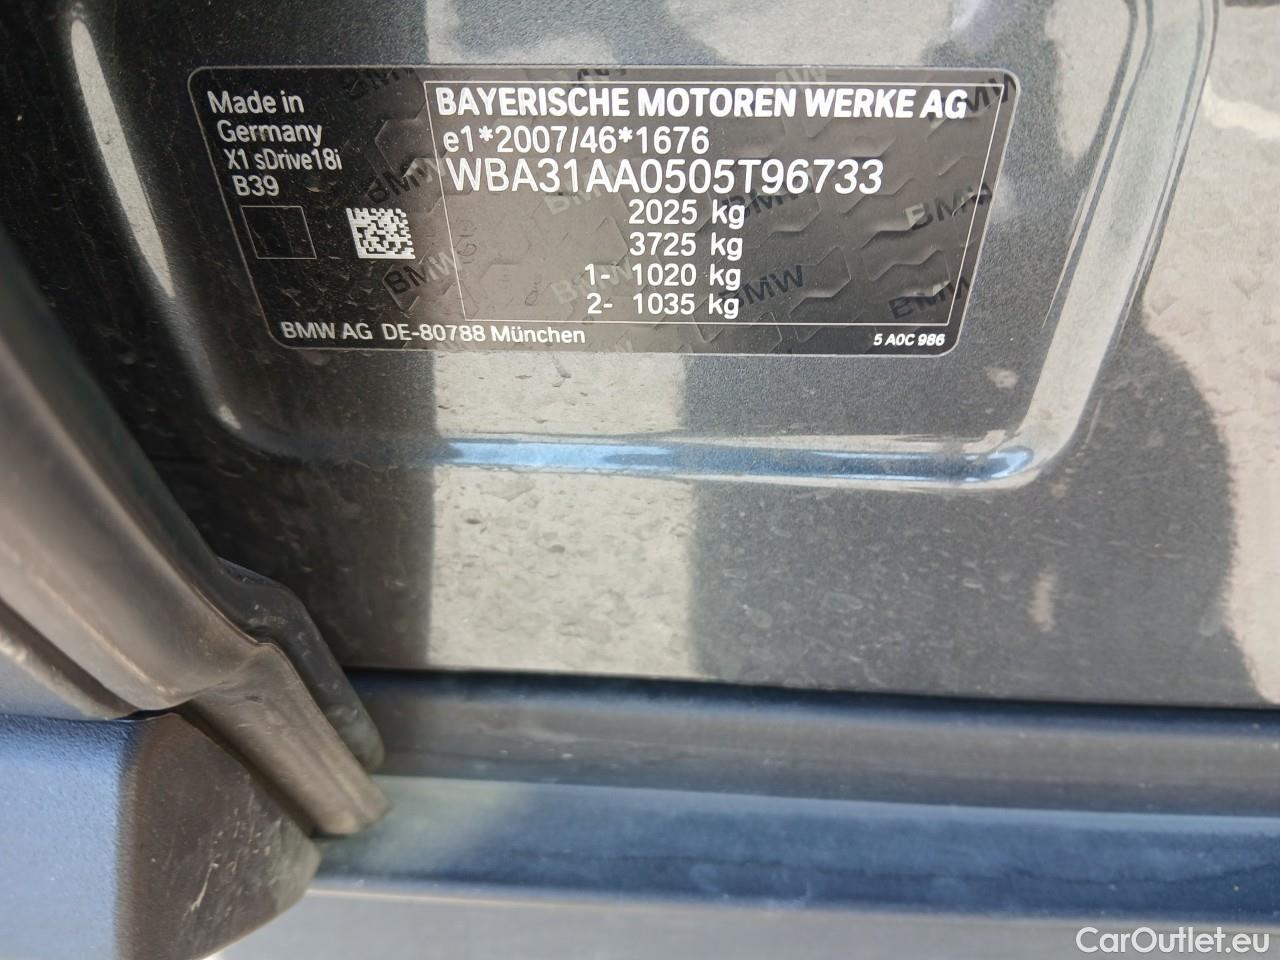 Made in
Germany
X1 sDrive18i
B39
BAYERISCHE MOTOREN WERKE AG
e1*2007/46*1676
WBA31AA0505T96733
2025 kg
3725 kg
1- 1020 kg
2- 1035 kg
BMW AG DE-80788 München
5 A0C 986
CarOutlet.eu